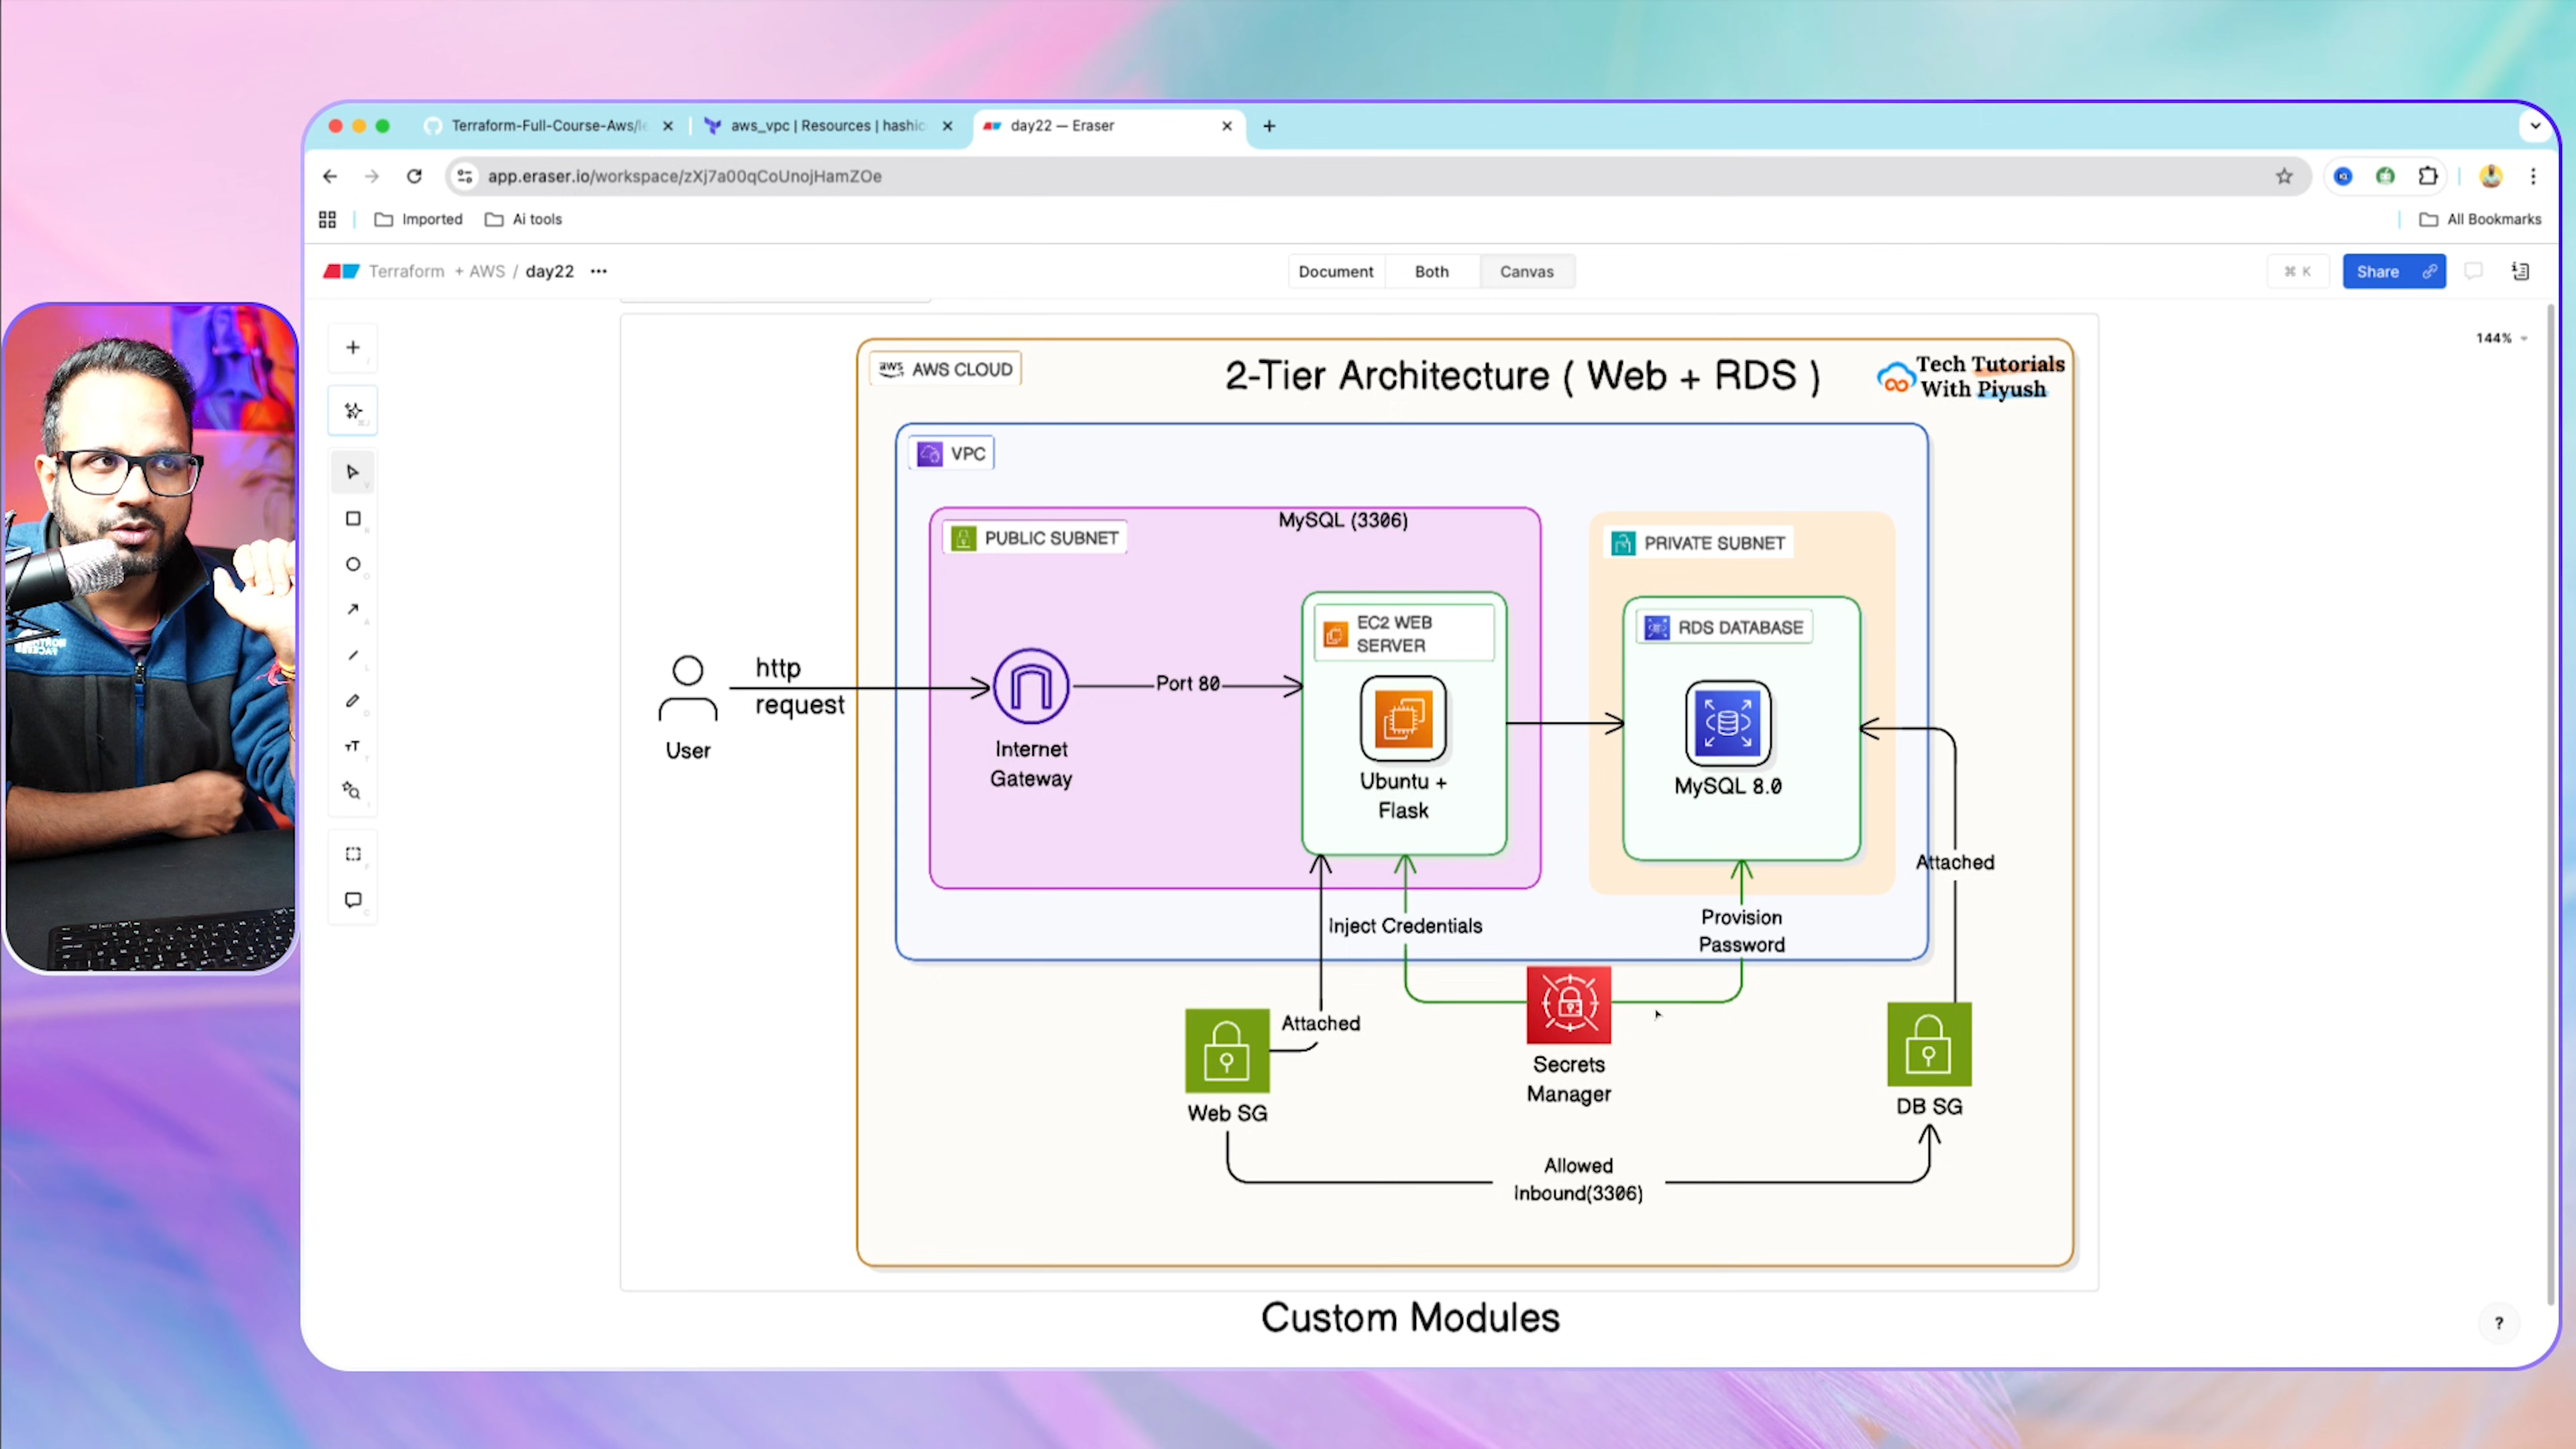 Terraform-Full-Course-Aws/le
aws_vpc | Resources | hashic
day22 — Eraser
app.eraser.io/workspace/zXj7a00qCoUnojHamZOe
Imported
Ai tools
All Bookmarks
Terraform + AWS / day22
Document
Both
Canvas
⌘ K
Share
144%
aws AWS CLOUD
2-Tier Architecture ( Web + RDS )
Tech Tutorials
With Piyush
VPC
MySQL (3306)
PUBLIC SUBNET
PRIVATE SUBNET
EC2 WEB
SERVER
RDS DATABASE
http
request
User
Internet
Gateway
Port 80
Ubuntu +
Flask
MySQL 8.0
Attached
Inject Credentials
Provision
Password
Attached
Web SG
Secrets
Manager
DB SG
Allowed
Inbound(3306)
Custom Modules
?